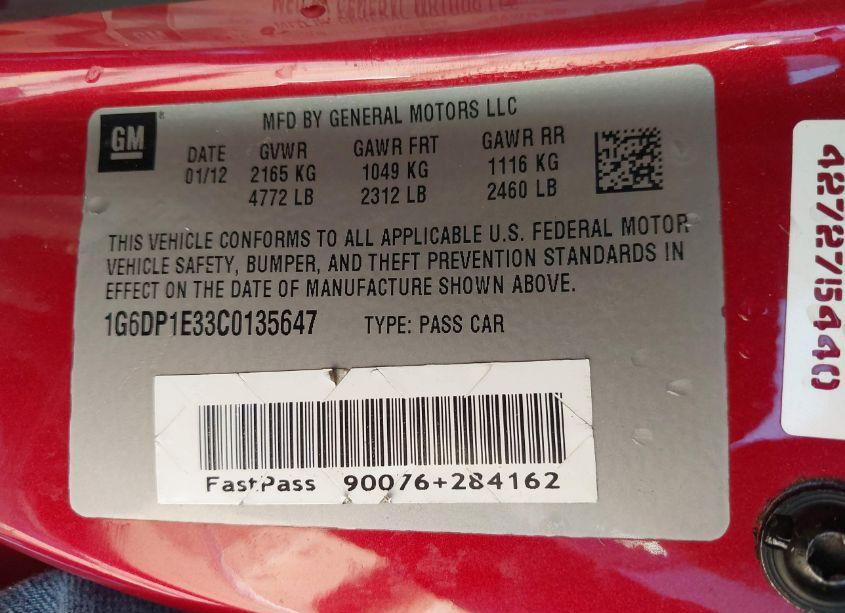 MFD BY GENERAL MOTORS LLC
GM
DATE GVWR GAWR FRT GAWR RR
01/12 2165 KG 1049 KG 1116 KG
4772 LB 2312 LB 2460 LB
THIS VEHICLE CONFORMS TO ALL APPLICABLE U.S. FEDERAL MOTOR
VEHICLE SAFETY, BUMPER, AND THEFT PREVENTION STANDARDS IN
EFFECT ON THE DATE OF MANUFACTURE SHOWN ABOVE.
1G6DP1E33C0135647 TYPE: PASS CAR
FastPass 90076+284162
42725440